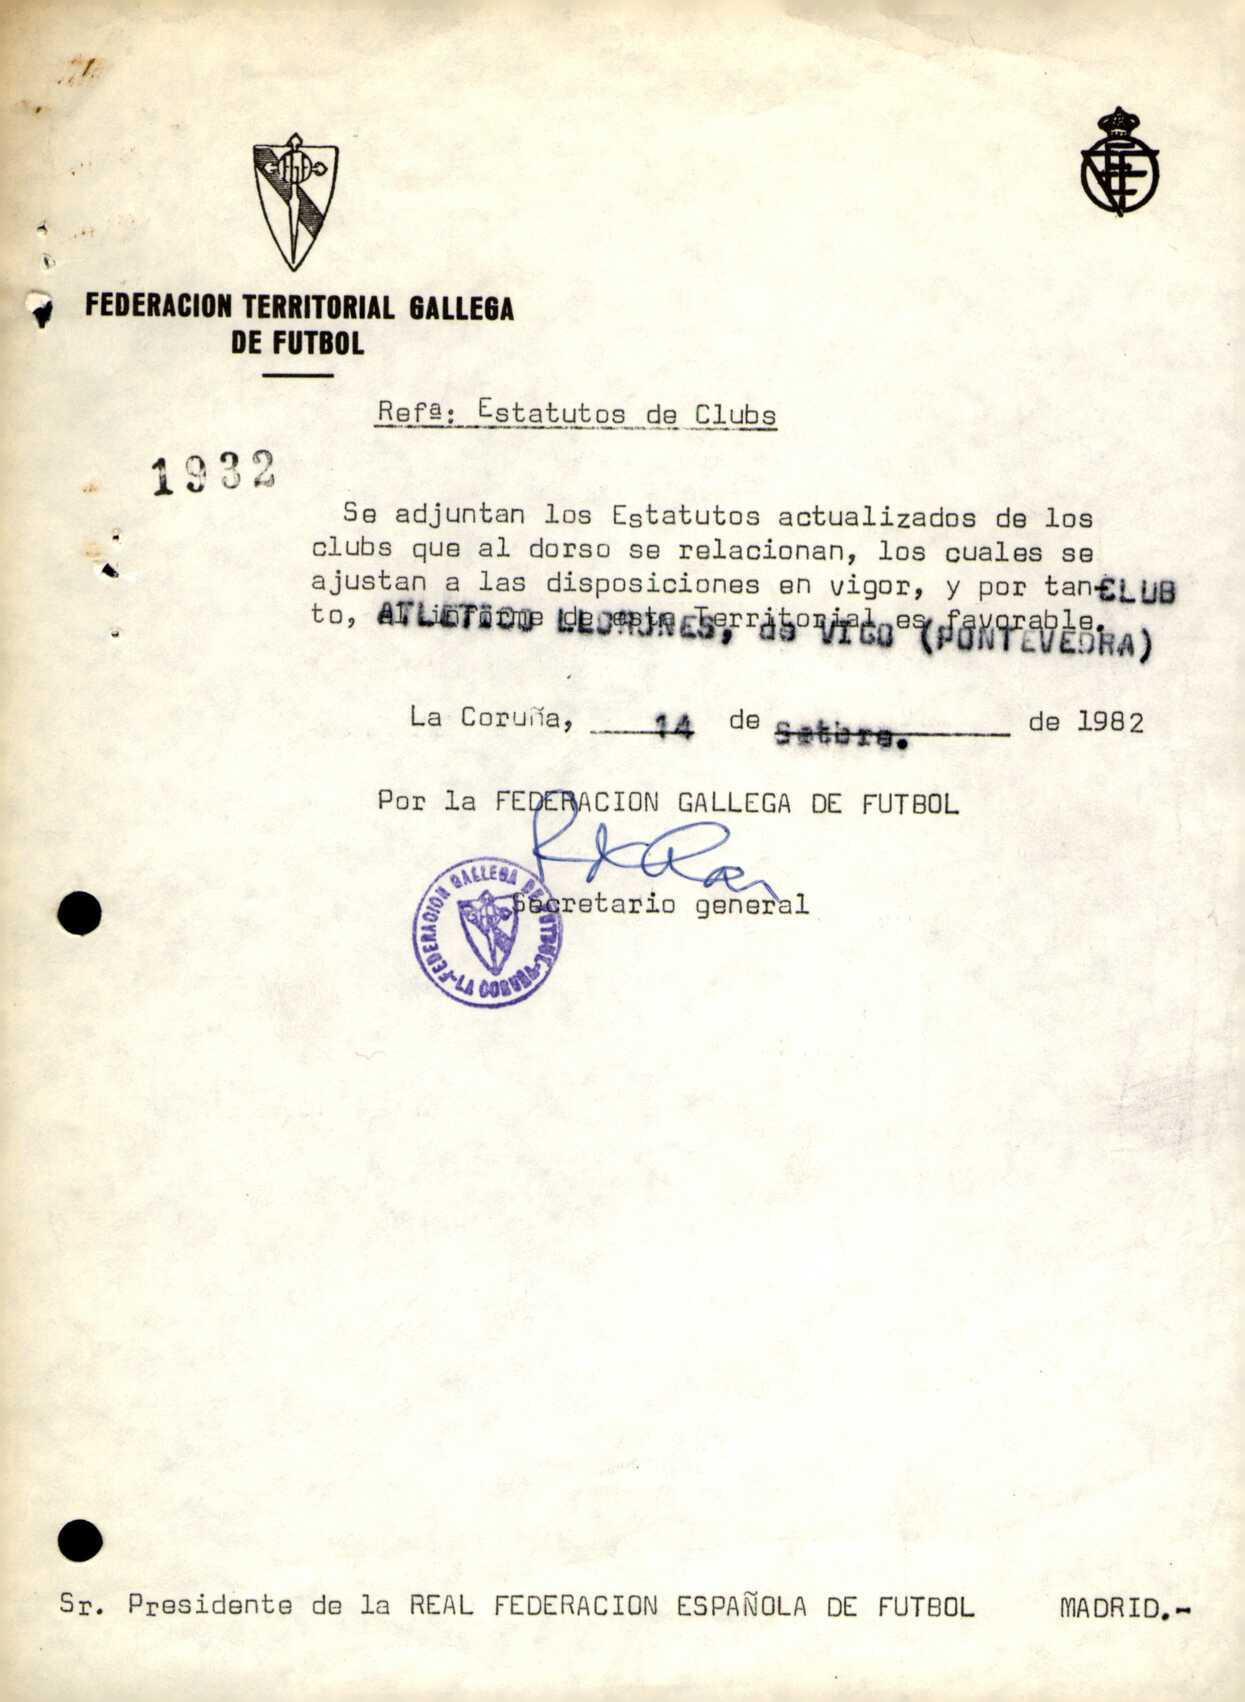 FEDERACION TERRITORIAL GALLEGA
DE FUTBOL
Refª: Estatutos de Clubs
1932
Se adjuntan los Estatutos actualizados de los
clubs que al dorso se relacionan, los cuales se
ajustan a las disposiciones en vigor, y por tan-
to, el informe de esta Territorial es favorable.
CLUB
ATLETICO de VIGO (PONTEVEDRA)
La Coruña, 14 de Setbre. de 1982
Por la FEDERACION GALLEGA DE FUTBOL
Secretario general
FEDERACION GALLEGA DE FUTBOL - LA CORUÑA -
Sr. Presidente de la REAL FEDERACION ESPAÑOLA DE FUTBOL MADRID.-